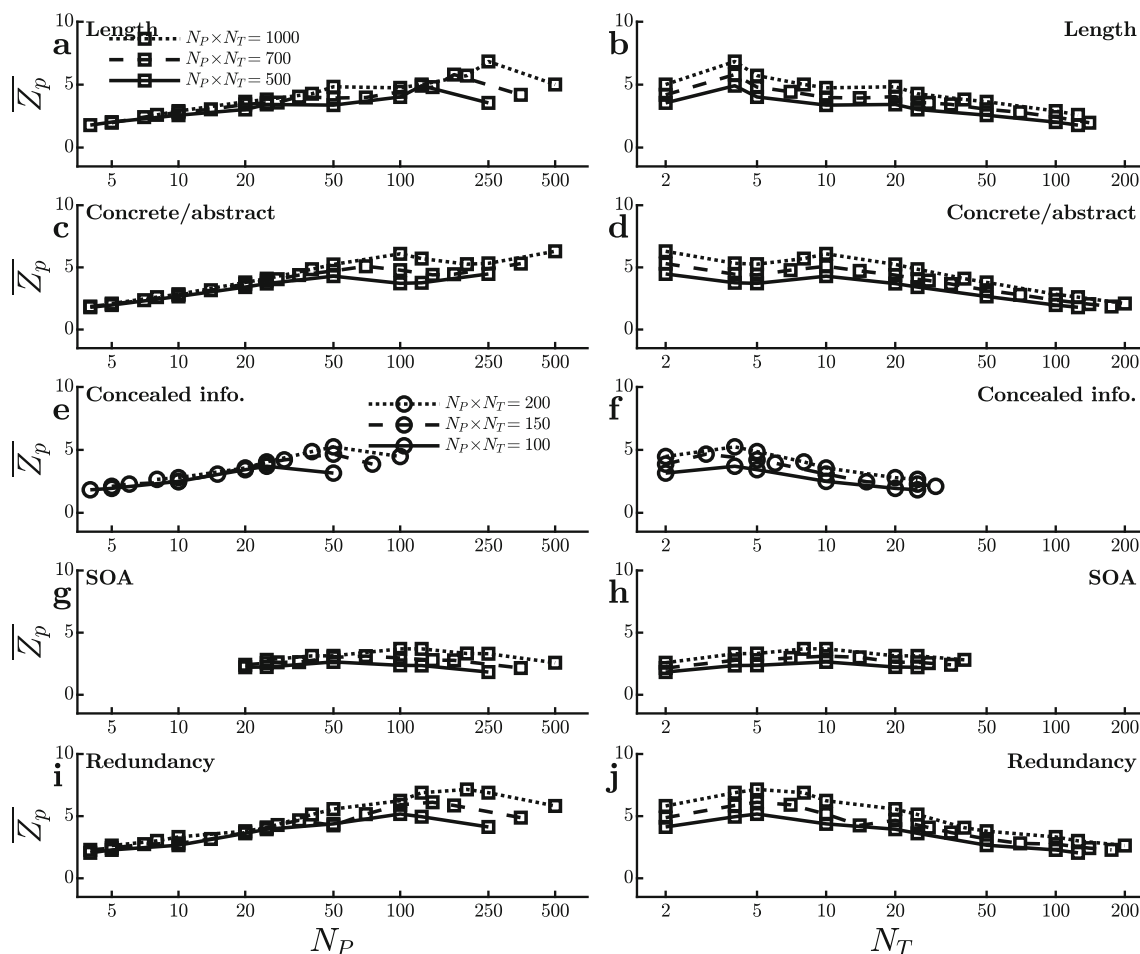 a
Length
N_P × N_T = 1000
N_P × N_T = 700
N_P × N_T = 500
Z_p
10
5
0
5 10 20 50 100 250 500
b
Length
10
5
0
2 5 10 20 50 100 200
c
Concrete/abstract
Z_p
10
5
0
5 10 20 50 100 250 500
d
Concrete/abstract
10
5
0
2 5 10 20 50 100 200
e
Concealed info.
N_P × N_T = 200
N_P × N_T = 150
N_P × N_T = 100
Z_p
10
5
0
5 10 20 50 100 250 500
f
Concealed info.
10
5
0
2 5 10 20 50 100 200
g
SOA
Z_p
10
5
0
5 10 20 50 100 250 500
h
SOA
10
5
0
2 5 10 20 50 100 200
i
Redundancy
Z_p
10
5
0
5 10 20 50 100 250 500
N_P
j
Redundancy
10
5
0
2 5 10 20 50 100 200
N_T